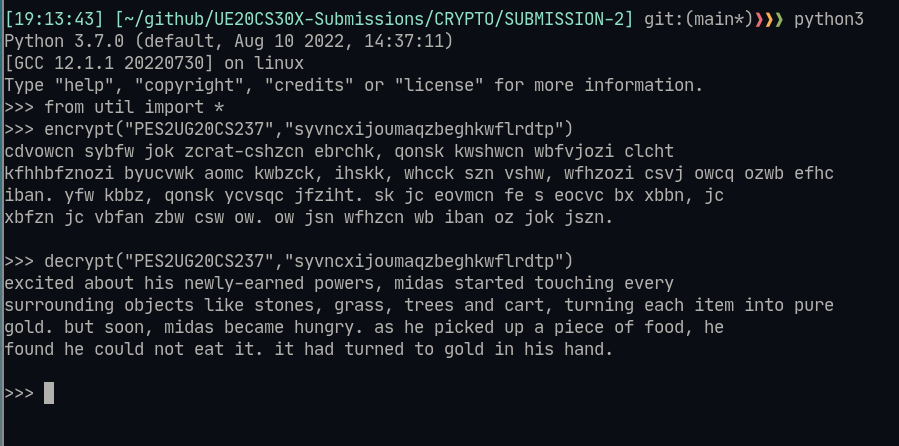 [19:13:43] [~/github/UE20CS30X-Submissions/CRYPTO/SUBMISSION-2] git:(main*)❯❯❯ python3
Python 3.7.0 (default, Aug 10 2022, 14:37:11)
[GCC 12.1.1 20220730] on linux
Type "help", "copyright", "credits" or "license" for more information.
>>> from util import *
>>> encrypt("PES2UG20CS237","syvncxijoumaqzbeghkwflrdtp")
cdvowcn sybfw jok zcrat-cshzcn ebrchk, qonsk kwshwcn wbfvjozi clcht
kfhhbfznozi byucvwk aomc kwbzck, ihskk, whcck szn vshw, wfhzozi csvj owcq ozwb efhc
iban. yfw kbbz, qonsk ycvsqc jfziht. sk jc eovmcn fe s eocvc bx xbbn, jc
xbfzn jc vbfan zbw csw ow. ow jsn wfhzcn wb iban oz jok jszn.
>>> decrypt("PES2UG20CS237","syvncxijoumaqzbeghkwflrdtp")
excited about his newly-earned powers, midas started touching every
surrounding objects like stones, grass, trees and cart, turning each item into pure
gold. but soon, midas became hungry. as he picked up a piece of food, he
found he could not eat it. it had turned to gold in his hand.
>>>